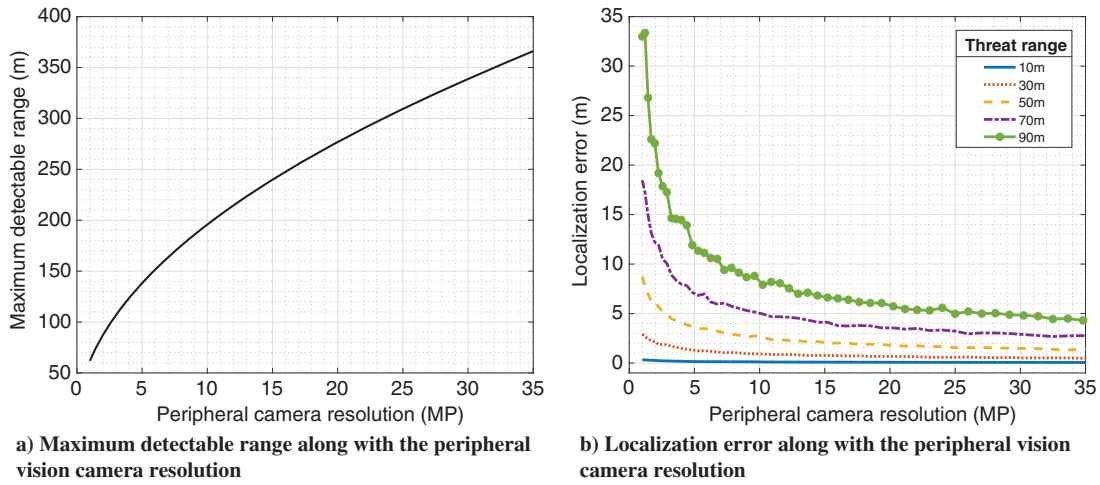 400
350
300
250
200
150
100
50
0
5
10
15
20
25
30
35
Maximum detectable range (m)
Peripheral camera resolution (MP)
a) Maximum detectable range along with the peripheral
vision camera resolution
35
30
25
20
15
10
5
0
0
5
10
15
20
25
30
35
Localization error (m)
Peripheral camera resolution (MP)
Threat range
10m
30m
50m
70m
90m
b) Localization error along with the peripheral vision
camera resolution